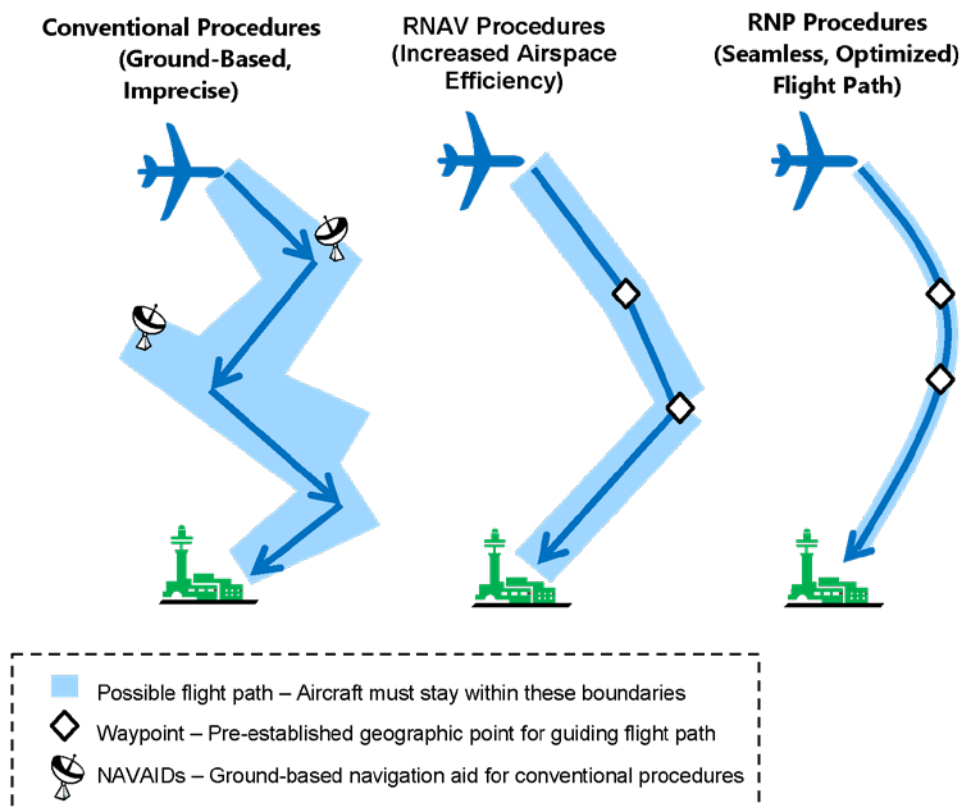 Conventional Procedures
(Ground-Based,
Imprecise)
RNAV Procedures
(Increased Airspace
Efficiency)
RNP Procedures
(Seamless, Optimized)
Flight Path)
Possible flight path – Aircraft must stay within these boundaries
Waypoint – Pre-established geographic point for guiding flight path
NAVAIDs – Ground-based navigation aid for conventional procedures